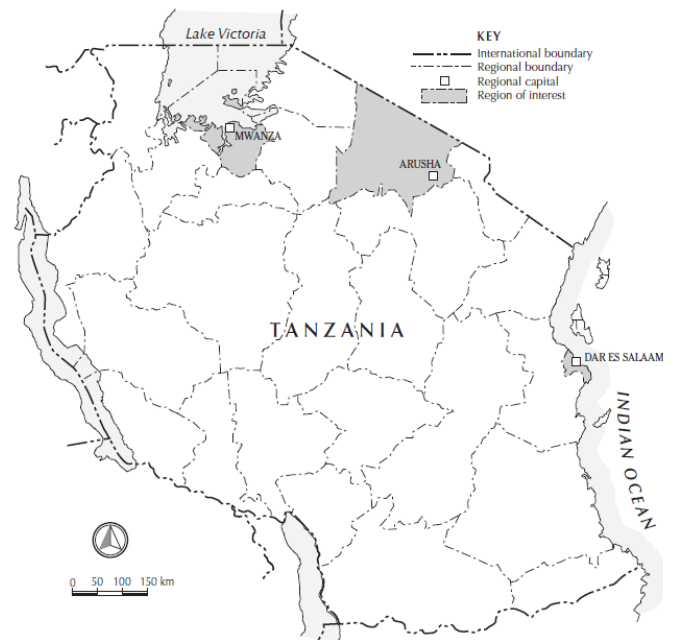 Lake Victoria
KEY
International boundary
Regional boundary
Regional capital
Region of interest
MWANZA
ARUSHA
TANZANIA
DAR ES SALAAM
INDIAN OCEAN
0 50 100 150 km